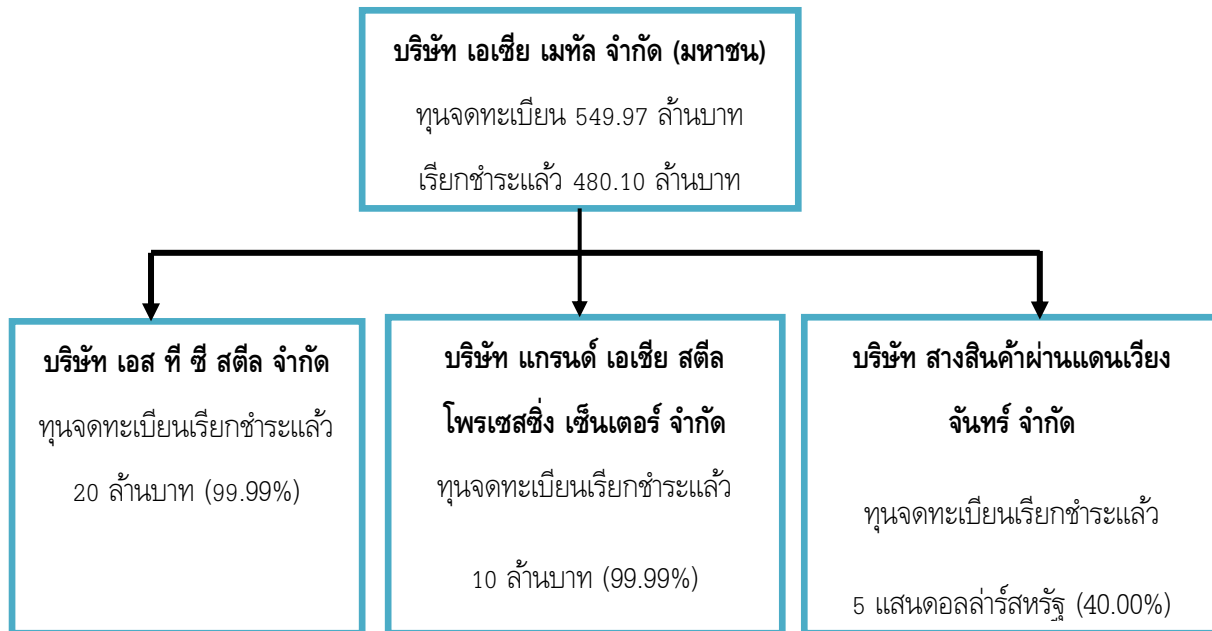 บริษัท เอเซีย เมทัล จำกัด (มหาชน)
ทุนจดทะเบียน 549.97 ล้านบาท
เรียกชำระแล้ว 480.10 ล้านบาท
บริษัท เอส ที ซี สตีล จำกัด
ทุนจดทะเบียนเรียกชำระแล้ว
20 ล้านบาท (99.99%)
บริษัท แกรนด์ เอเชีย สตีล
โพรเซสซิ่ง เซ็นเตอร์ จำกัด
ทุนจดทะเบียนเรียกชำระแล้ว
10 ล้านบาท (99.99%)
บริษัท สางสินค้าผ่านแดนเวียง
จันทร์ จำกัด
ทุนจดทะเบียนเรียกชำระแล้ว
5 แสนดอลล่าร์สหรัฐ (40.00%)